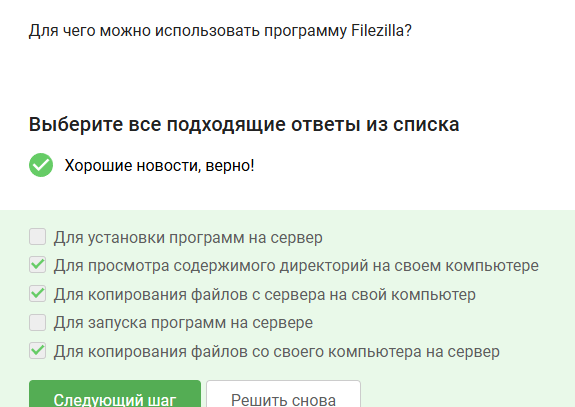 Для чего можно использовать программу Filezilla?
Выберите все подходящие ответы из списка
Хорошие новости, верно!
Для установки программ на сервер
Для просмотра содержимого директорий на своем компьютере
Для копирования файлов с сервера на свой компьютер
Для запуска программ на сервере
Для копирования файлов со своего компьютера на сервер
Следующий шаг
Решить снова